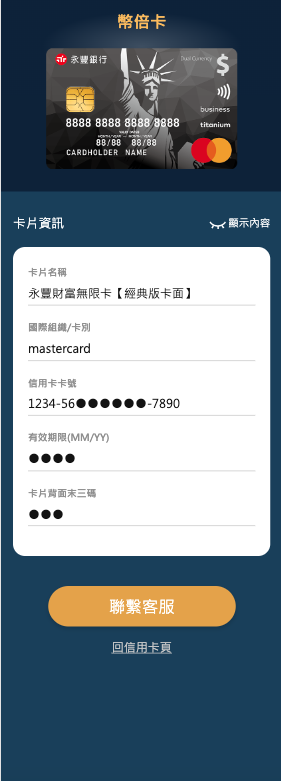 幣倍卡
永豐銀行
Dual Currency
$
business
titanium
8888 8888 8888 8888
88/88 88/88
CARDHOLDER NAME
卡片資訊
顯示內容
卡片名稱
永豐財富無限卡【經典版卡面】
國際組織/卡別
mastercard
信用卡卡號
1234-56●●●●●●-7890
有效期限(MM/YY)
●●●●
卡片背面末三碼
●●●
聯繫客服
回信用卡頁